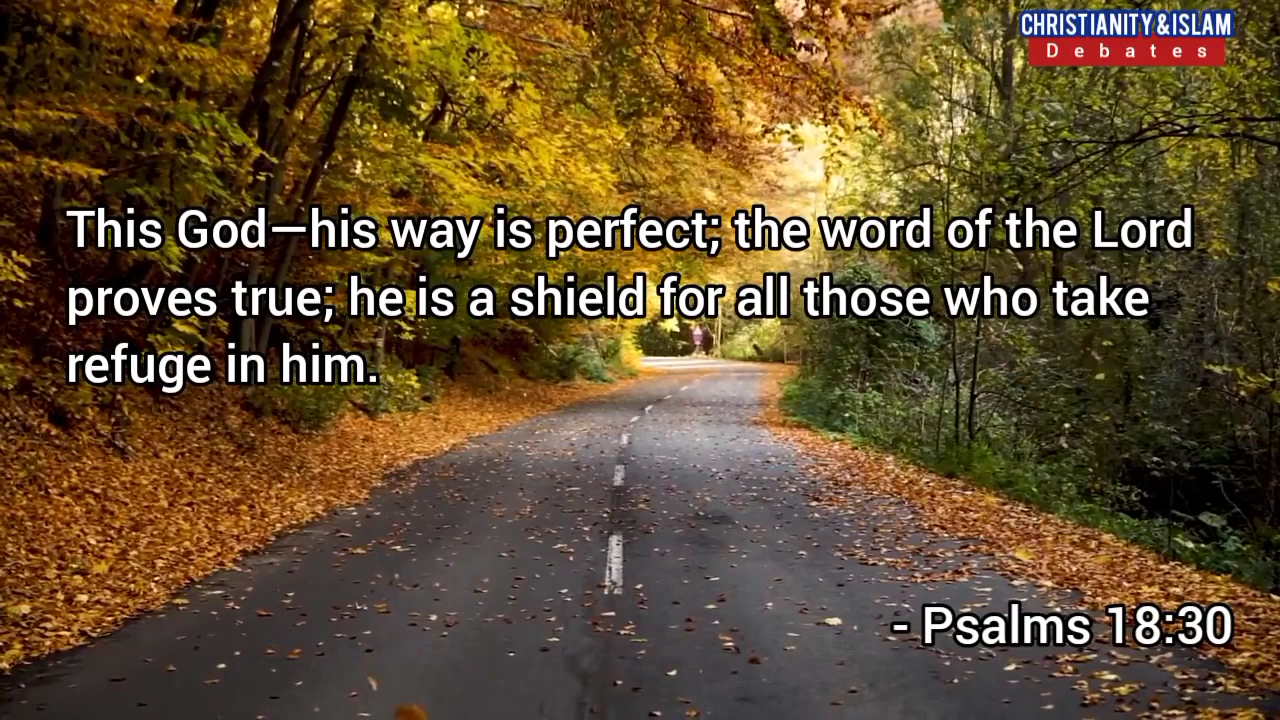 CHRISTIANITY & ISLAM
Debates
This God—his way is perfect; the word of the Lord
proves true; he is a shield for all those who take
refuge in him.
- Psalms 18:30